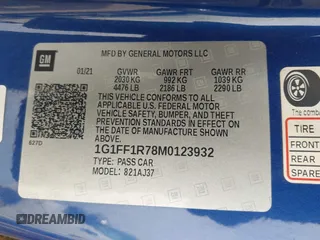 GM
MFD BY GENERAL MOTORS LLC
01/21 GVWR GAWR FRT GAWR RR
2030 KG 992 KG 1039 KG
4476 LB 2186 LB 2290 LB
THIS VEHICLE CONFORMS TO ALL
APPLICABLE U.S. FEDERAL MOTOR
VEHICLE SAFETY, BUMPER, AND
THEFT PREVENTION STANDARDS IN
EFFECT ON THE DATE OF
MANUFACTURE SHOWN ABOVE.
827D
1G1FF1R78M0123932
TYPE: PASS CAR
MODEL: 821AJ37
TIRE
FRONT
REAR
SPARE
DREAMBID